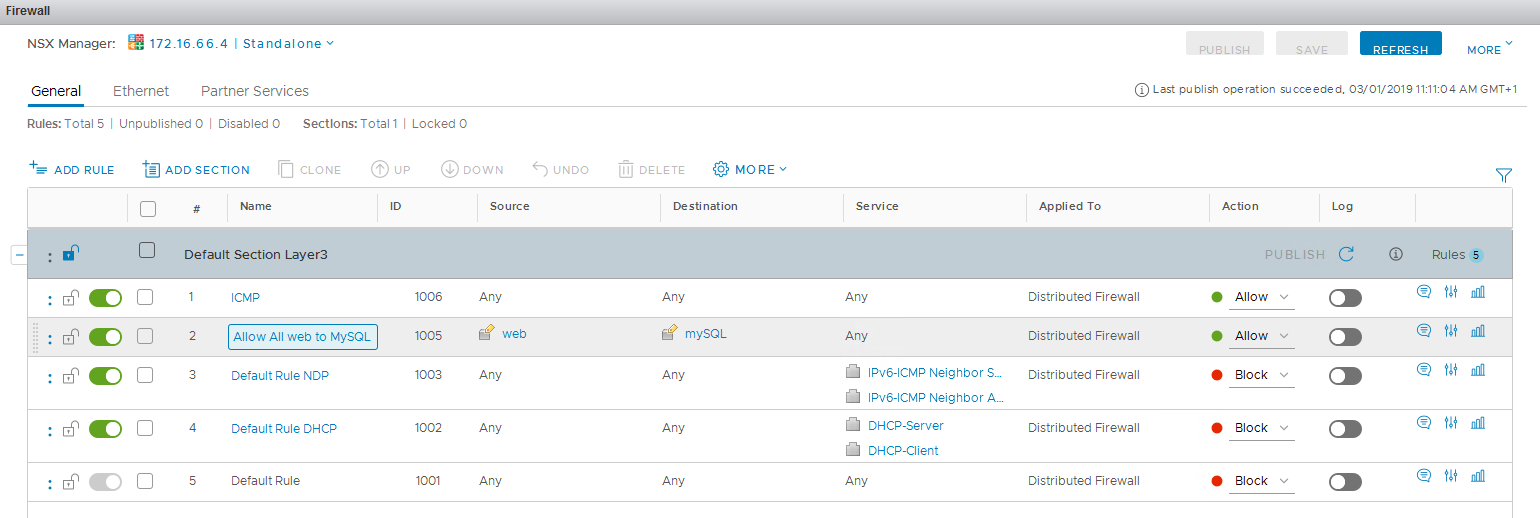 Firewall
NSX Manager: 172.16.66.4 | Standalone
PUBLISH SAVE REFRESH MORE
General Ethernet Partner Services
Last publish operation succeeded, 03/01/2019 11:11:04 AM GMT+1
Rules: Total 5 | Unpublished 0 | Disabled 0 Sections: Total 1 | Locked 0
ADD RULE ADD SECTION CLONE UP DOWN UNDO DELETE MORE
# Name ID Source Destination Service Applied To Action Log
Default Section Layer3 PUBLISH Rules 5
1 ICMP 1006 Any Any Any Distributed Firewall Allow
2 Allow All web to MySQL 1005 web mySQL Any Distributed Firewall Allow
3 Default Rule NDP 1003 Any Any IPv6-ICMP Neighbor S... Distributed Firewall Block
IPv6-ICMP Neighbor A...
4 Default Rule DHCP 1002 Any Any DHCP-Server Distributed Firewall Block
DHCP-Client
5 Default Rule 1001 Any Any Any Distributed Firewall Block